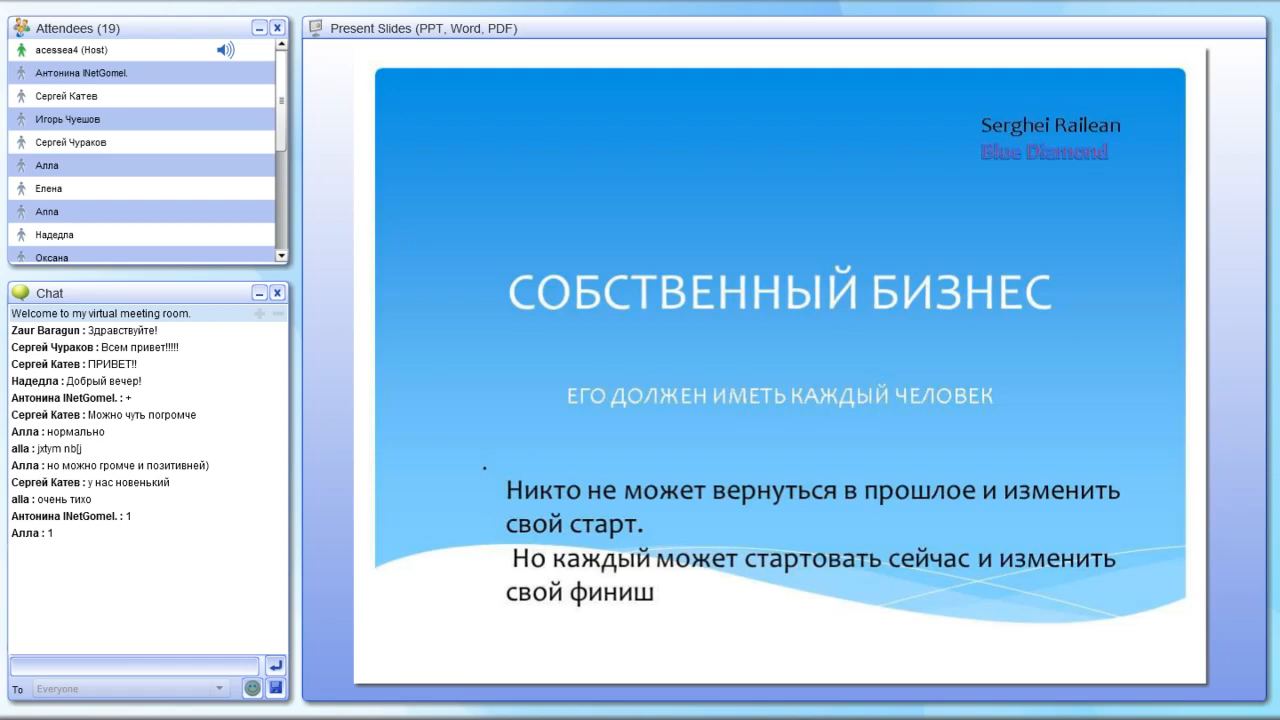 Attendees (19)
acessea4 (Host)
Антонина INetGomel.
Сергей Катев
Игорь Чуешов
Сергей Чураков
Алла
Елена
Алла
Надедла
Оксана
Chat
Welcome to my virtual meeting room.
Zaur Baragun : Здравствуйте!
Сергей Чураков : Всем привет!!!!!
Сергей Катев : ПРИВЕТ!!
Надедла : Добрый вечер!
Антонина INetGomel. : +
Сергей Катев : Можно чуть погромче
Алла : нормально
alla : jxtym nb[j
Алла : но можно громче и позитивней)
Сергей Катев : у нас новенький
alla : очень тихо
Антонина INetGomel. : 1
Алла : 1
To Everyone
Present Slides (PPT, Word, PDF)
Serghei Railean
Blue Diamond
СОБСТВЕННЫЙ БИЗНЕС
ЕГО ДОЛЖЕН ИМЕТЬ КАЖДЫЙ ЧЕЛОВЕК
.
Никто не может вернуться в прошлое и изменить
свой старт.
Но каждый может стартовать сейчас и изменить
свой финиш